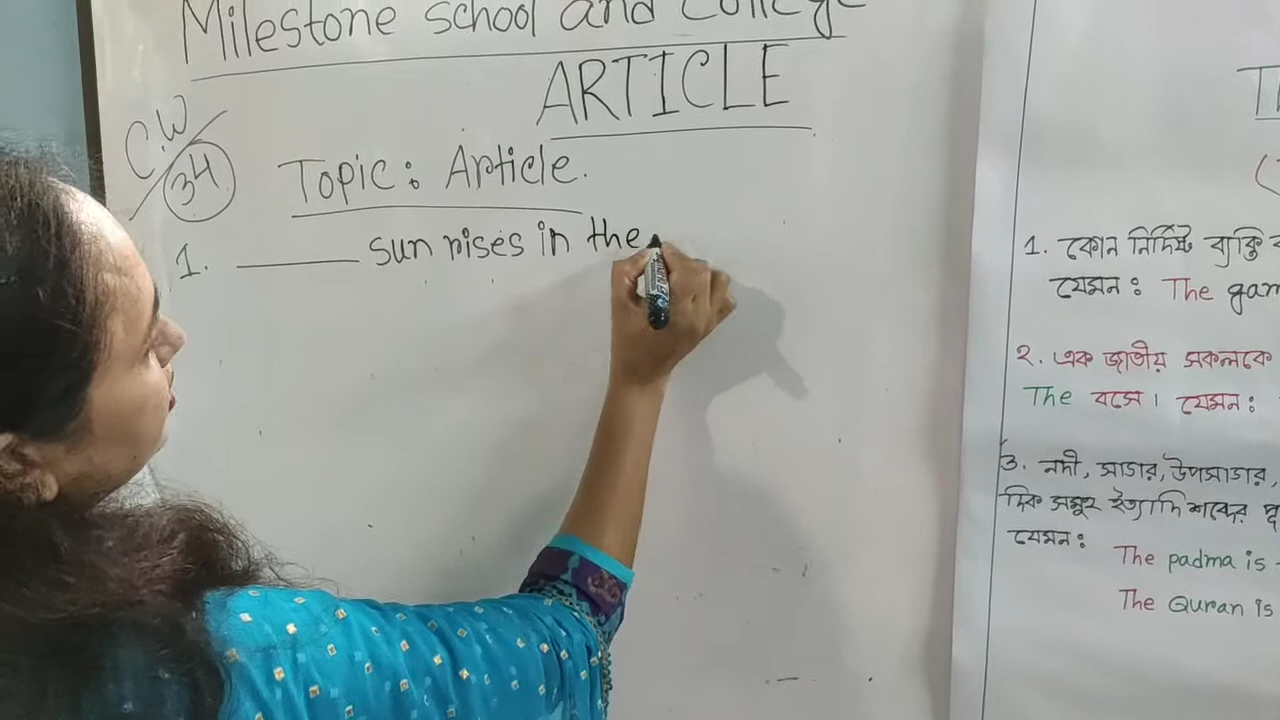 Milestone school and College
ARTICLE
C.W
34
Topic: Article.
1. ______ sun rises in the
1. কোন নির্দিষ্ট ব্যক্তি
যেমন: The
২. এক জাতীয় সকলকে
The বসে। যেমন:
৩. নদী, সাগর, উপসাগর,
দিক সমূহ ইত্যাদি শব্দের
যেমন:
The padma is
The Quran is